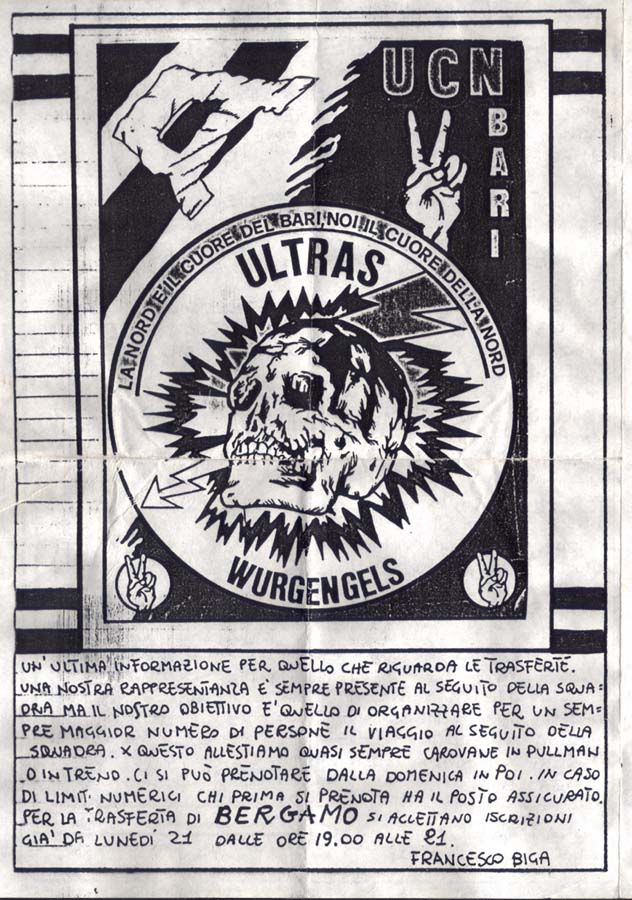 UCN
BARI
LA NORD E' IL CUORE DEL BARI, NOI IL CUORE DELLA NORD
ULTRAS
WURGENGELS
UN' ULTIMA INFORMAZIONE PER QUELLO CHE RIGUARDA LE TRASFERTE.
UNA NOSTRA RAPPRESENTANZA E' SEMPRE PRESENTE AL SEGUITO DELLA SQUA=
DRA MA IL NOSTRO OBIETTIVO E' QUELLO DI ORGANIZZARE PER UN SEM-
PRE MAGGIOR NUMERO DI PERSONE IL VIAGGIO AL SEGUITO DELLA
SQUADRA. X QUESTO ALLESTIAMO QUASI SEMPRE CAROVANE IN PULLMAN
O IN TRENO. CI SI PUÒ PRENOTARE DALLA DOMENICA IN POI. IN CASO
DI LIMITI NUMERICI CHI PRIMA SI PRENOTA HA IL POSTO ASSICURATO.
PER LA TRASFERTA DI BERGAMO SI ACCETTANO ISCRIZIONI
GIA' DA LUNEDI 21 DALLE ORE 19.00 ALLE 21.
FRANCESCO BIGA